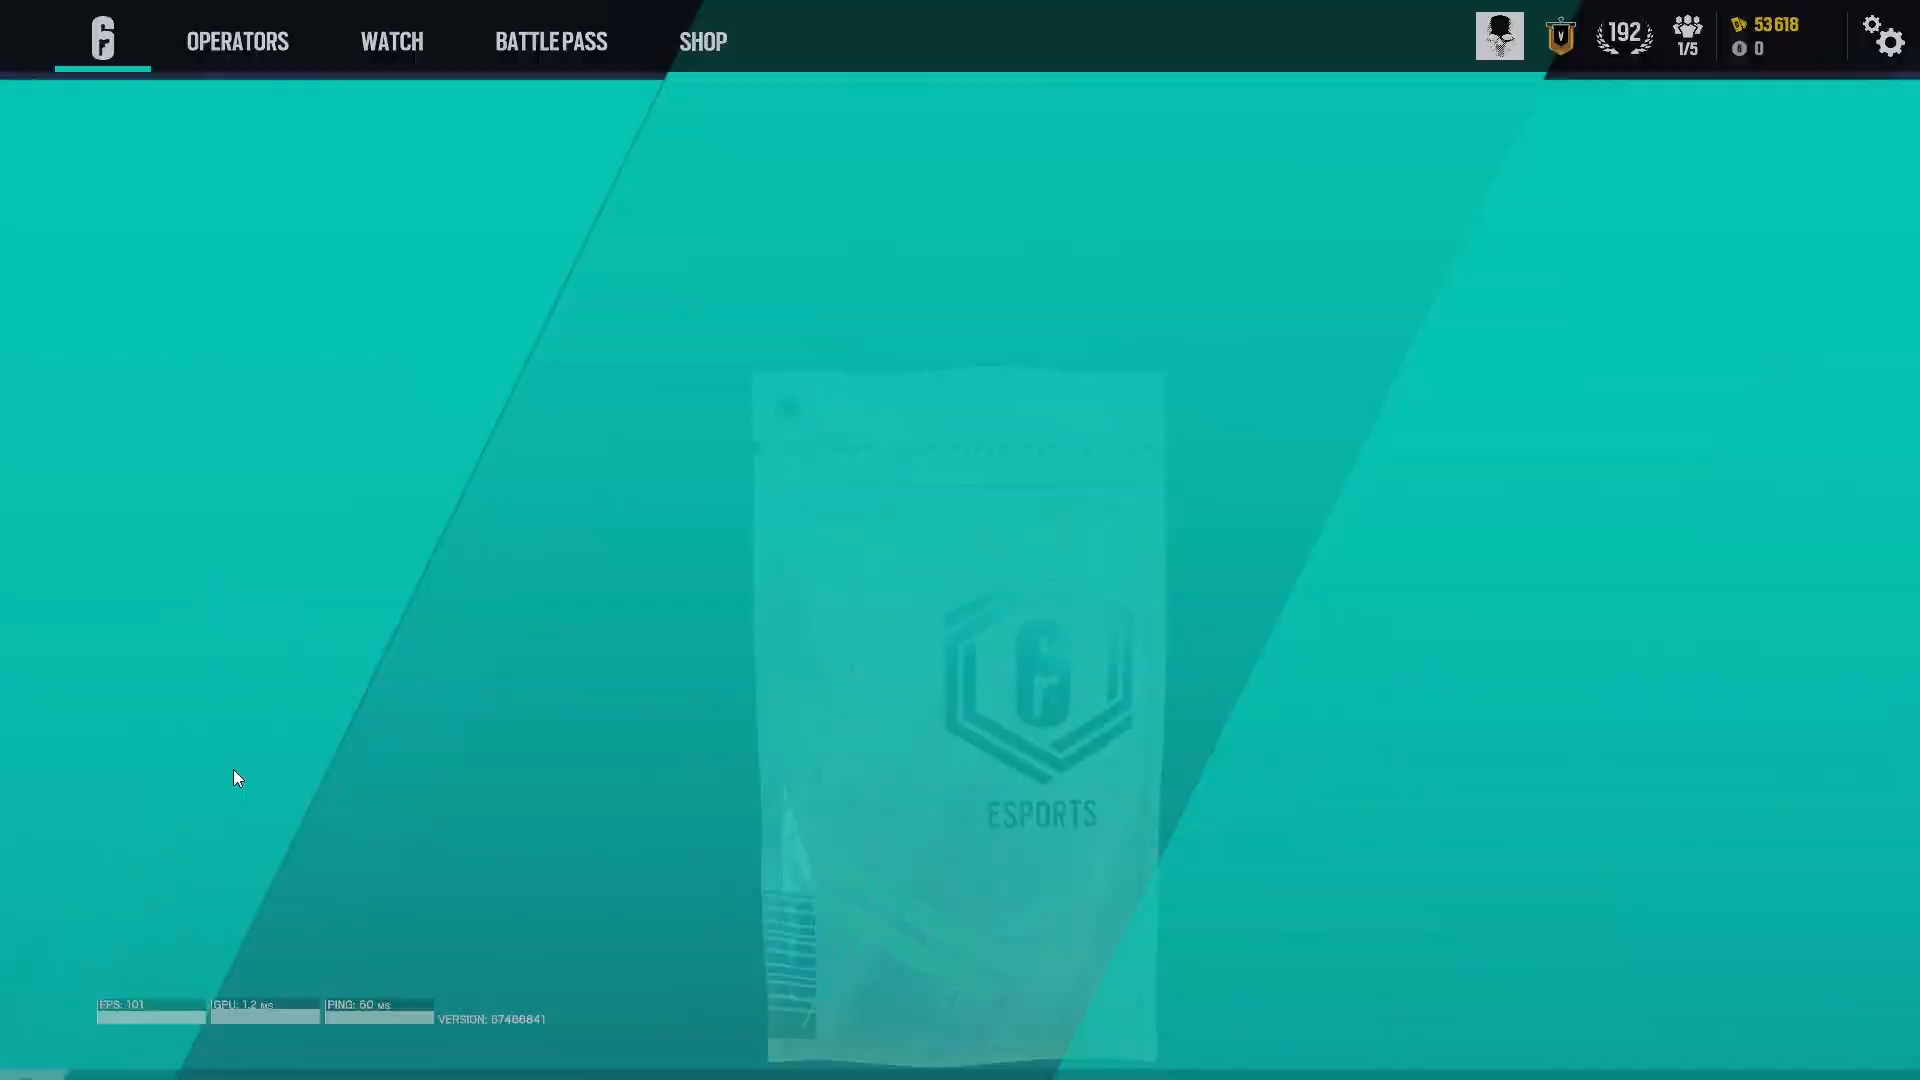 OPERATORS
WATCH
BATTLE PASS
SHOP
192
1/5
53 618
0
ESPORTS
FPS: 101
GPU: 1.2 MS
PING: 50 MS
VERSION: 57466841